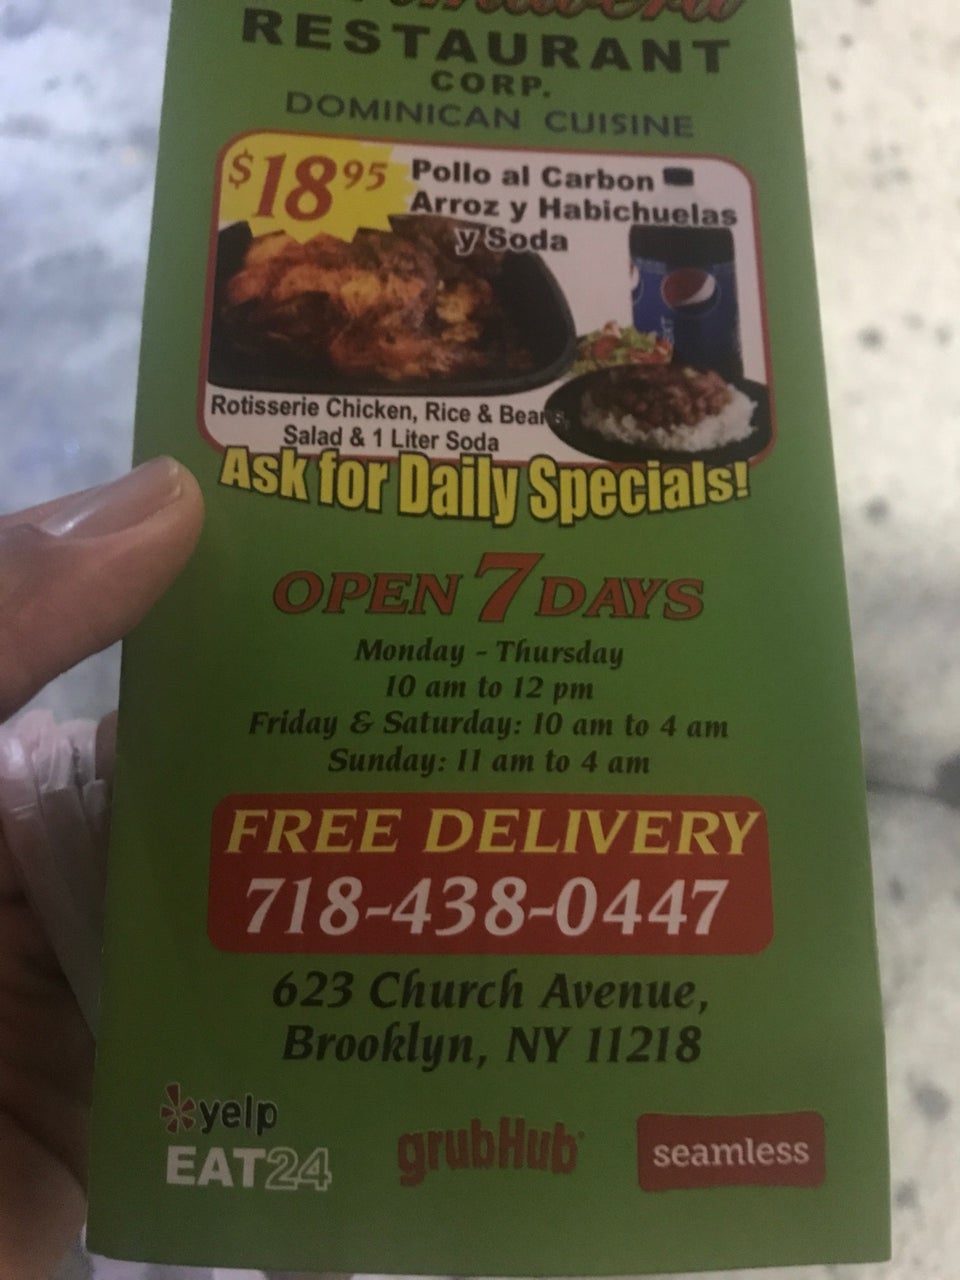 RESTAURANT
CORP.
DOMINICAN CUISINE
$18.95
Pollo al Carbon
Arroz y Habichuelas
y Soda
Rotisserie Chicken, Rice & Beans,
Salad & 1 Liter Soda
Ask for Daily Specials!
OPEN 7 DAYS
Monday - Thursday
10 am to 12 pm
Friday & Saturday: 10 am to 4 am
Sunday: 11 am to 4 am
FREE DELIVERY
718-438-0447
623 Church Avenue,
Brooklyn, NY 11218
yelp
EAT24
grubHub
seamless